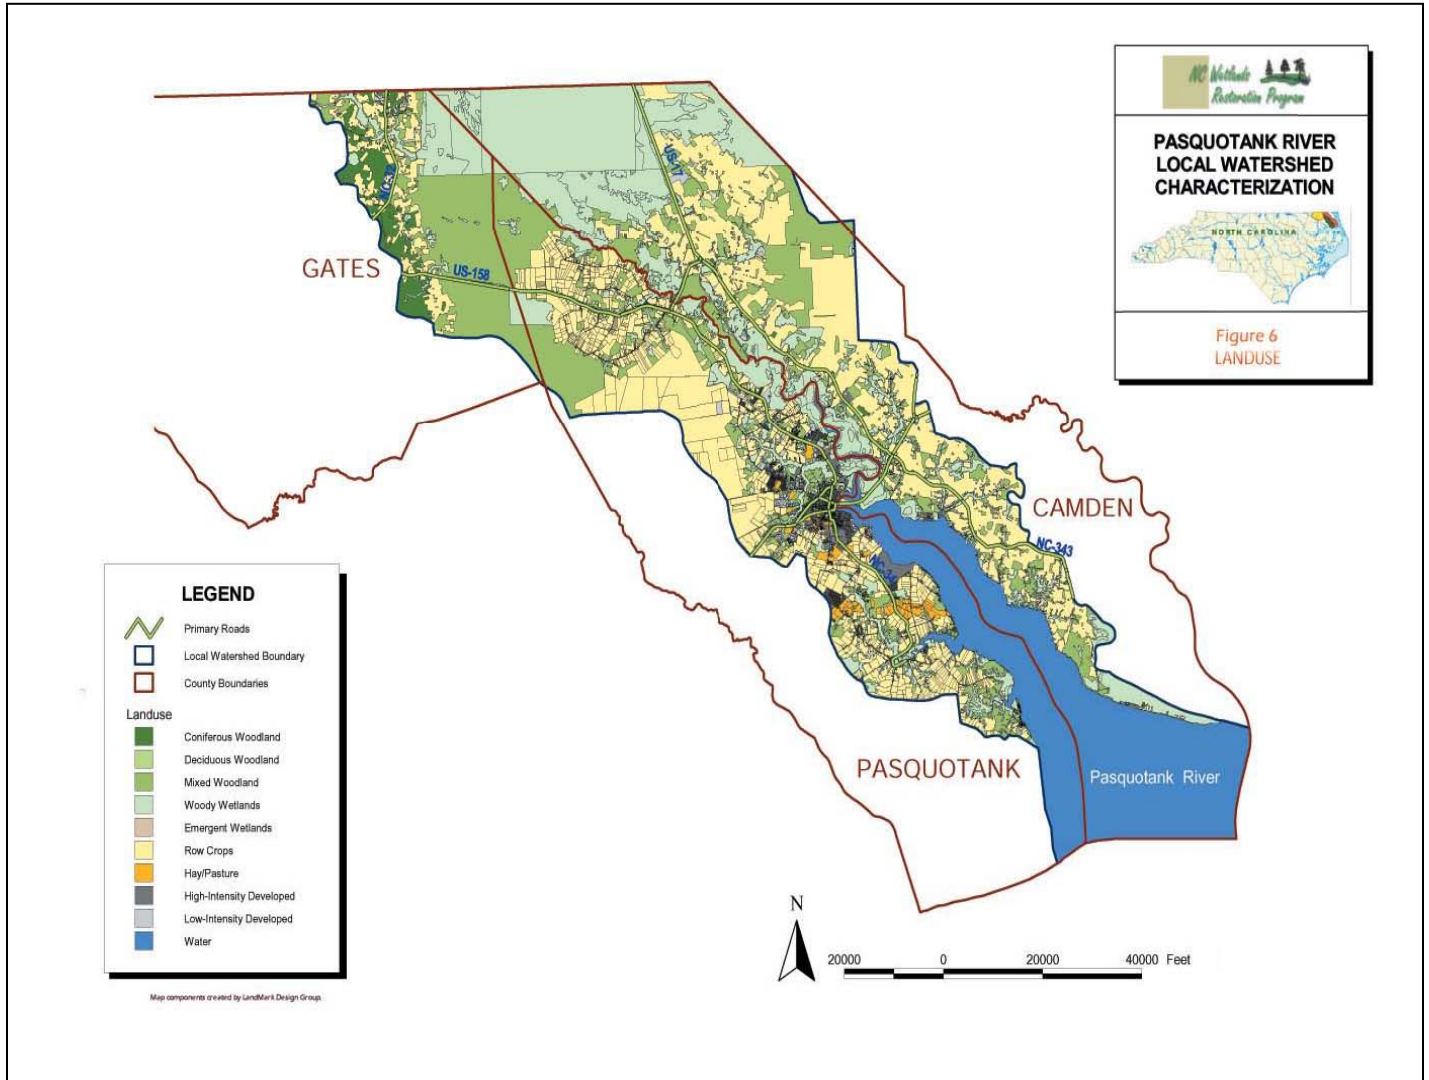 NC Wetlands
Restoration Program
PASQUOTANK RIVER
LOCAL WATERSHED
CHARACTERIZATION
NORTH CAROLINA
Figure 6
LANDUSE
US-17
GATES
US-158
CAMDEN
NC-343
PASQUOTANK
Pasquotank River
LEGEND
Primary Roads
Local Watershed Boundary
County Boundaries
Landuse
Coniferous Woodland
Deciduous Woodland
Mixed Woodland
Woody Wetlands
Emergent Wetlands
Row Crops
Hay/Pasture
High-Intensity Developed
Low-Intensity Developed
Water
Map components created by LandMark Design Group.
N
20000 0 20000 40000 Feet